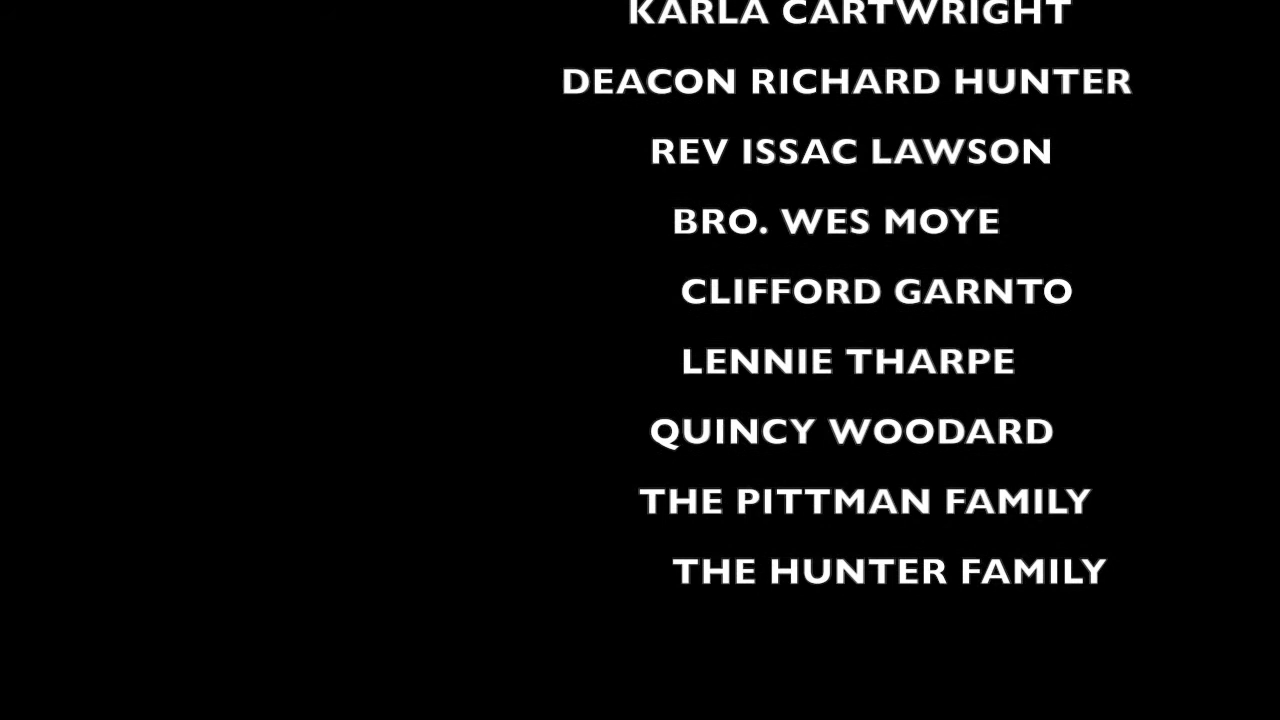 KARLA CARTWRIGHT
DEACON RICHARD HUNTER
REV ISSAC LAWSON
BRO. WES MOYE
CLIFFORD GARNTO
LENNIE THARPE
QUINCY WOODARD
THE PITTMAN FAMILY
THE HUNTER FAMILY